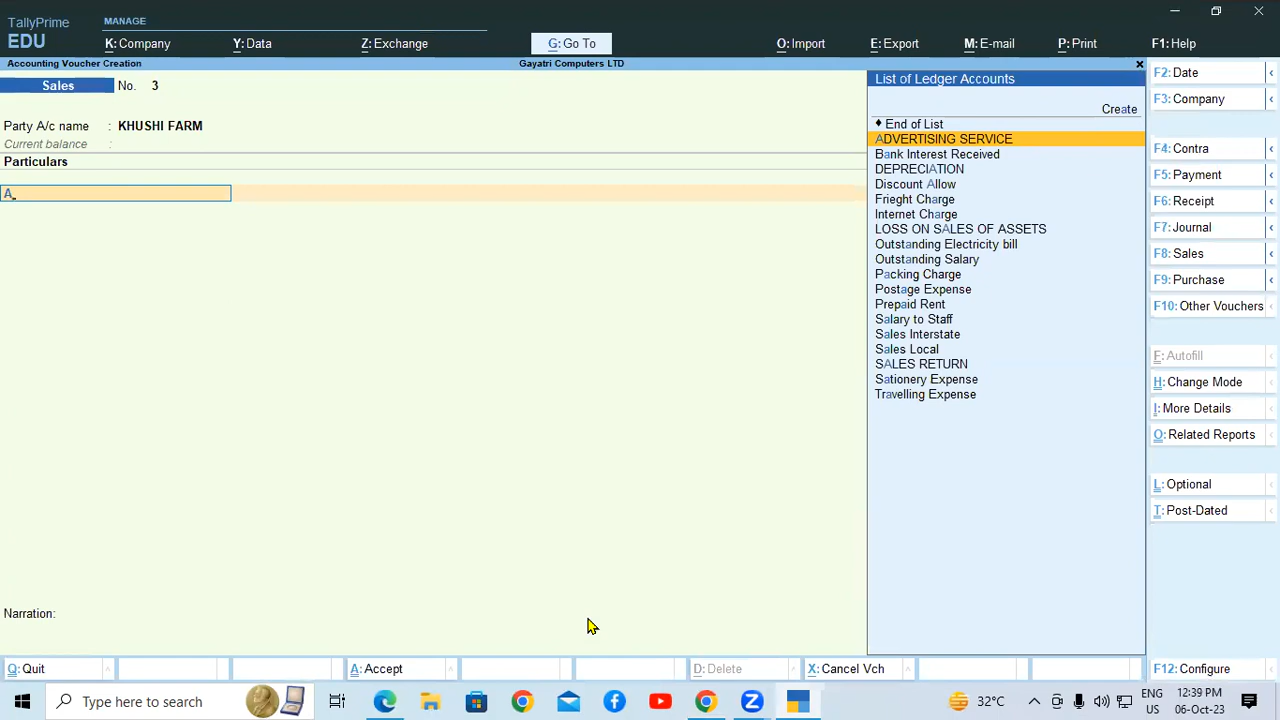 TallyPrime
EDU
MANAGE
K: Company
Y: Data
Z: Exchange
G: Go To
O: Import
E: Export
M: E-mail
P: Print
F1: Help
Accounting Voucher Creation
Gayatri Computers LTD
Sales No. 3
Party A/c name : KHUSHI FARM
Current balance :
Particulars
A
Narration:
List of Ledger Accounts
Create
♦ End of List
ADVERTISING SERVICE
Bank Interest Received
DEPRECIATION
Discount Allow
Frieght Charge
Internet Charge
LOSS ON SALES OF ASSETS
Outstanding Electricity bill
Outstanding Salary
Packing Charge
Postage Expense
Prepaid Rent
Salary to Staff
Sales Interstate
Sales Local
SALES RETURN
Sationery Expense
Travelling Expense
F2: Date
F3: Company
F4: Contra
F5: Payment
F6: Receipt
F7: Journal
F8: Sales
F9: Purchase
F10: Other Vouchers
F: Autofill
H: Change Mode
I: More Details
O: Related Reports
L: Optional
T: Post-Dated
Q: Quit
A: Accept
D: Delete
X: Cancel Vch
F12: Configure
Type here to search
32°C
ENG
US
12:39 PM
06-Oct-23